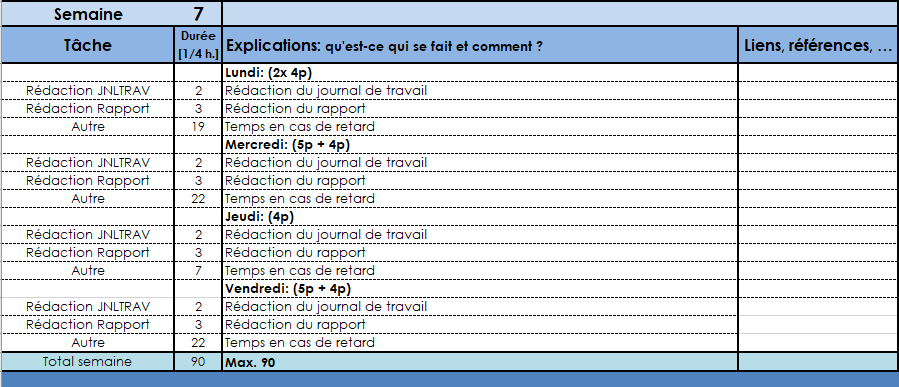 Semaine 7
Tâche Durée [1/4 h.] Explications: qu'est-ce qui se fait et comment ? Liens, références, …
Lundi: (2x 4p)
Rédaction JNLTRAV 2 Rédaction du journal de travail
Rédaction Rapport 3 Rédaction du rapport
Autre 19 Temps en cas de retard
Mercredi: (5p + 4p)
Rédaction JNLTRAV 2 Rédaction du journal de travail
Rédaction Rapport 3 Rédaction du rapport
Autre 22 Temps en cas de retard
Jeudi: (4p)
Rédaction JNLTRAV 2 Rédaction du journal de travail
Rédaction Rapport 3 Rédaction du rapport
Autre 7 Temps en cas de retard
Vendredi: (5p + 4p)
Rédaction JNLTRAV 2 Rédaction du journal de travail
Rédaction Rapport 3 Rédaction du rapport
Autre 22 Temps en cas de retard
Total semaine 90 Max. 90